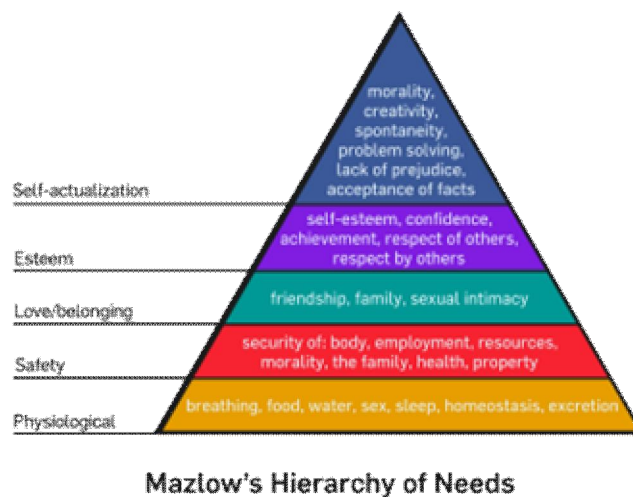 morality,
creativity,
spontaneity,
problem solving,
lack of prejudice,
acceptance of facts
Self-actualization
self-esteem, confidence,
achievement, respect of others,
respect by others
Esteem
friendship, family, sexual intimacy
Love/belonging
security of: body, employment, resources,
morality, the family, health, property
Safety
breathing, food, water, sex, sleep, homeostasis, excretion
Physiological
Mazlow's Hierarchy of Needs